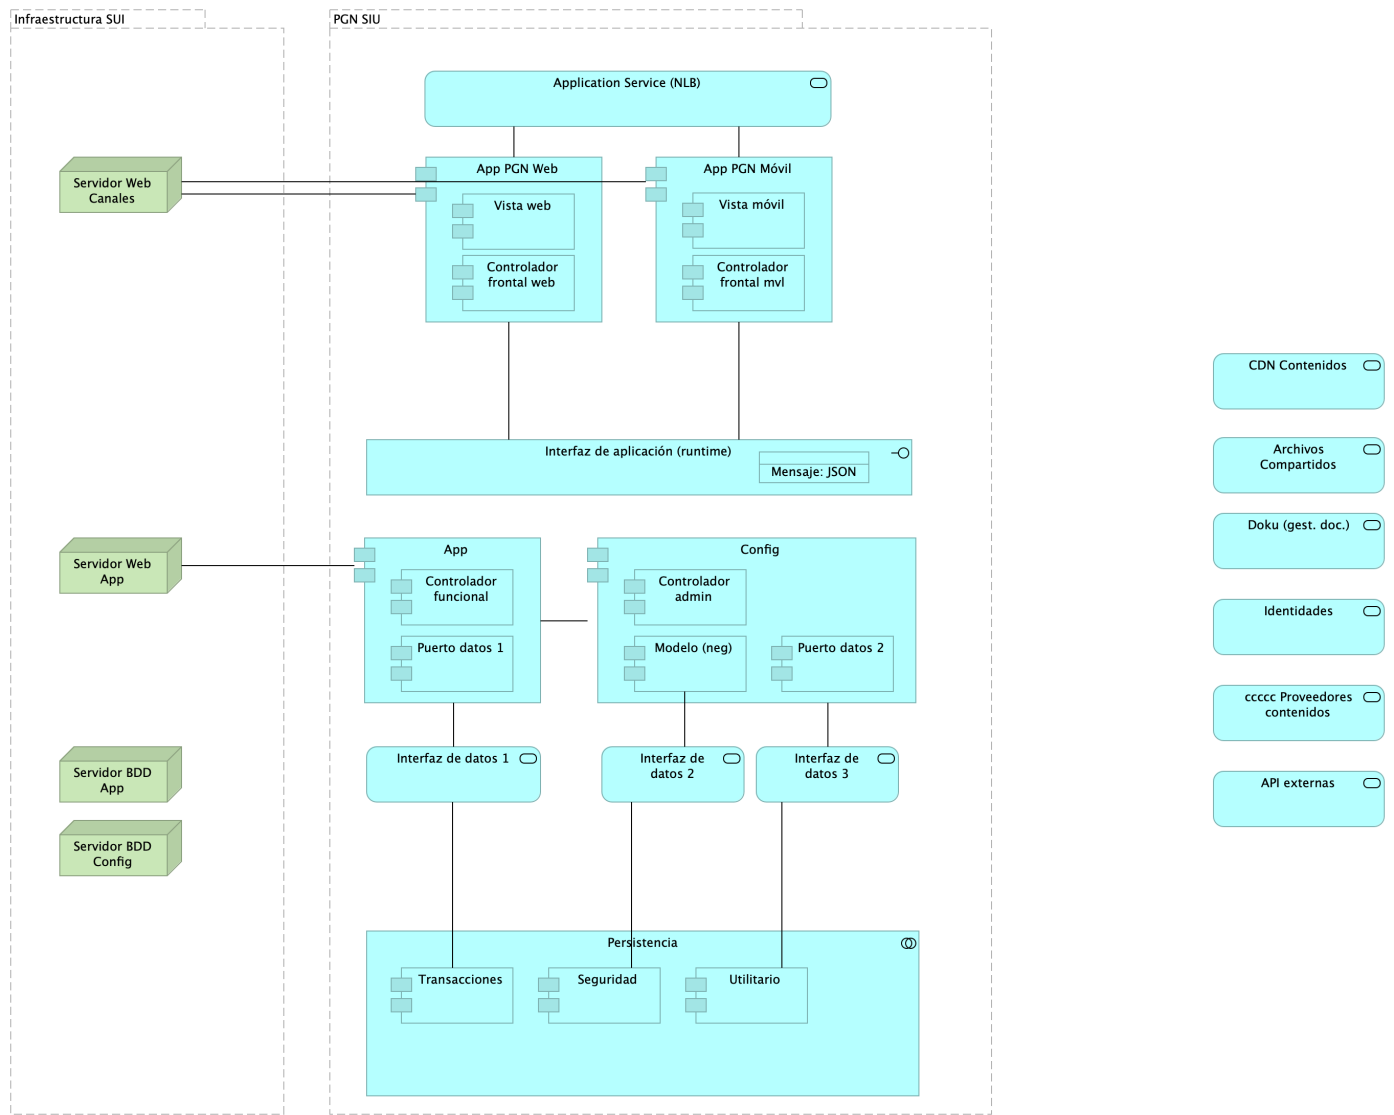 Infraestructura SUI
PGN SIU
Application Service (NLB)
Servidor Web
Canales
App PGN Web
Vista web
Controlador
frontal web
App PGN Móvil
Vista móvil
Controlador
frontal mvl
Interfaz de aplicación (runtime)
Mensaje: JSON
Servidor Web
App
App
Controlador
funcional
Puerto datos 1
Config
Controlador
admin
Modelo (neg)
Puerto datos 2
Servidor BDD
App
Servidor BDD
Config
Interfaz de datos 1
Interfaz de
datos 2
Interfaz de
datos 3
Persistencia
Transacciones
Seguridad
Utilitario
CDN Contenidos
Archivos
Compartidos
Doku (gest. doc.)
Identidades
ccccc Proveedores
contenidos
API externas